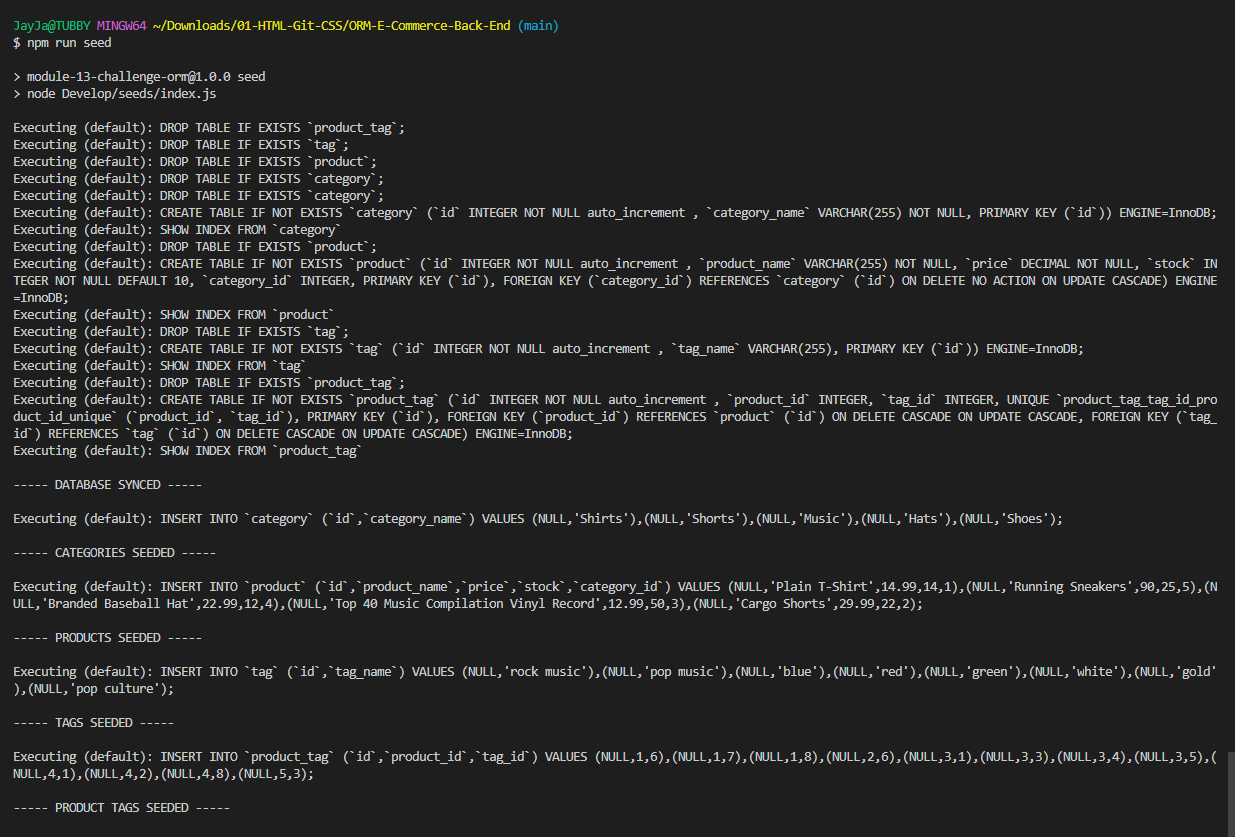 JayJa@TUBBY MINGW64 ~/Downloads/01-HTML-Git-CSS/ORM-E-Commerce-Back-End (main)
$ npm run seed
> module-13-challenge-orm@1.0.0 seed
> node Develop/seeds/index.js
Executing (default): DROP TABLE IF EXISTS `product_tag`;
Executing (default): DROP TABLE IF EXISTS `tag`;
Executing (default): DROP TABLE IF EXISTS `product`;
Executing (default): DROP TABLE IF EXISTS `category`;
Executing (default): DROP TABLE IF EXISTS `category`;
Executing (default): CREATE TABLE IF NOT EXISTS `category` (`id` INTEGER NOT NULL auto_increment , `category_name` VARCHAR(255) NOT NULL, PRIMARY KEY (`id`)) ENGINE=InnoDB;
Executing (default): SHOW INDEX FROM `category`
Executing (default): DROP TABLE IF EXISTS `product`;
Executing (default): CREATE TABLE IF NOT EXISTS `product` (`id` INTEGER NOT NULL auto_increment , `product_name` VARCHAR(255) NOT NULL, `price` DECIMAL NOT NULL, `stock` IN
TEGER NOT NULL DEFAULT 10, `category_id` INTEGER, PRIMARY KEY (`id`), FOREIGN KEY (`category_id`) REFERENCES `category` (`id`) ON DELETE NO ACTION ON UPDATE CASCADE) ENGINE
=InnoDB;
Executing (default): SHOW INDEX FROM `product`
Executing (default): DROP TABLE IF EXISTS `tag`;
Executing (default): CREATE TABLE IF NOT EXISTS `tag` (`id` INTEGER NOT NULL auto_increment , `tag_name` VARCHAR(255), PRIMARY KEY (`id`)) ENGINE=InnoDB;
Executing (default): SHOW INDEX FROM `tag`
Executing (default): DROP TABLE IF EXISTS `product_tag`;
Executing (default): CREATE TABLE IF NOT EXISTS `product_tag` (`id` INTEGER NOT NULL auto_increment , `product_id` INTEGER, `tag_id` INTEGER, UNIQUE `product_tag_tag_id_pro
duct_id_unique` (`product_id`, `tag_id`), PRIMARY KEY (`id`), FOREIGN KEY (`product_id`) REFERENCES `product` (`id`) ON DELETE CASCADE ON UPDATE CASCADE, FOREIGN KEY (`tag_
id`) REFERENCES `tag` (`id`) ON DELETE CASCADE ON UPDATE CASCADE) ENGINE=InnoDB;
Executing (default): SHOW INDEX FROM `product_tag`
----- DATABASE SYNCED -----
Executing (default): INSERT INTO `category` (`id`,`category_name`) VALUES (NULL,'Shirts'),(NULL,'Shorts'),(NULL,'Music'),(NULL,'Hats'),(NULL,'Shoes');
----- CATEGORIES SEEDED -----
Executing (default): INSERT INTO `product` (`id`,`product_name`,`price`,`stock`,`category_id`) VALUES (NULL,'Plain T-Shirt',14.99,14,1),(NULL,'Running Sneakers',90,25,5),(N
ULL,'Branded Baseball Hat',22.99,12,4),(NULL,'Top 40 Music Compilation Vinyl Record',12.99,50,3),(NULL,'Cargo Shorts',29.99,22,2);
----- PRODUCTS SEEDED -----
Executing (default): INSERT INTO `tag` (`id`,`tag_name`) VALUES (NULL,'rock music'),(NULL,'pop music'),(NULL,'blue'),(NULL,'red'),(NULL,'green'),(NULL,'white'),(NULL,'gold'
),(NULL,'pop culture');
----- TAGS SEEDED -----
Executing (default): INSERT INTO `product_tag` (`id`,`product_id`,`tag_id`) VALUES (NULL,1,6),(NULL,1,7),(NULL,1,8),(NULL,2,6),(NULL,3,1),(NULL,3,3),(NULL,3,4),(NULL,3,5),(
NULL,4,1),(NULL,4,2),(NULL,4,8),(NULL,5,3);
----- PRODUCT TAGS SEEDED -----